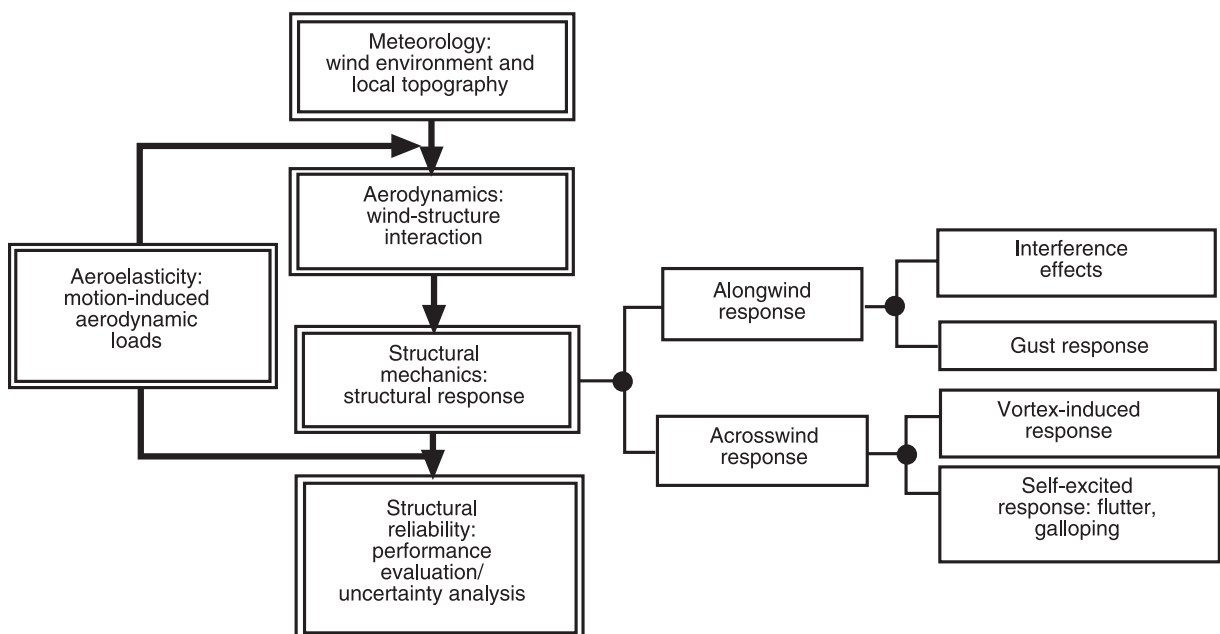 Meteorology:
wind environment and
local topography
Aerodynamics:
wind-structure
interaction
Aeroelasticity:
motion-induced
aerodynamic
loads
Structural
mechanics:
structural response
Structural
reliability:
performance
evaluation/
uncertainty analysis
Alongwind
response
Acrosswind
response
Interference
effects
Gust response
Vortex-induced
response
Self-excited
response: flutter,
galloping